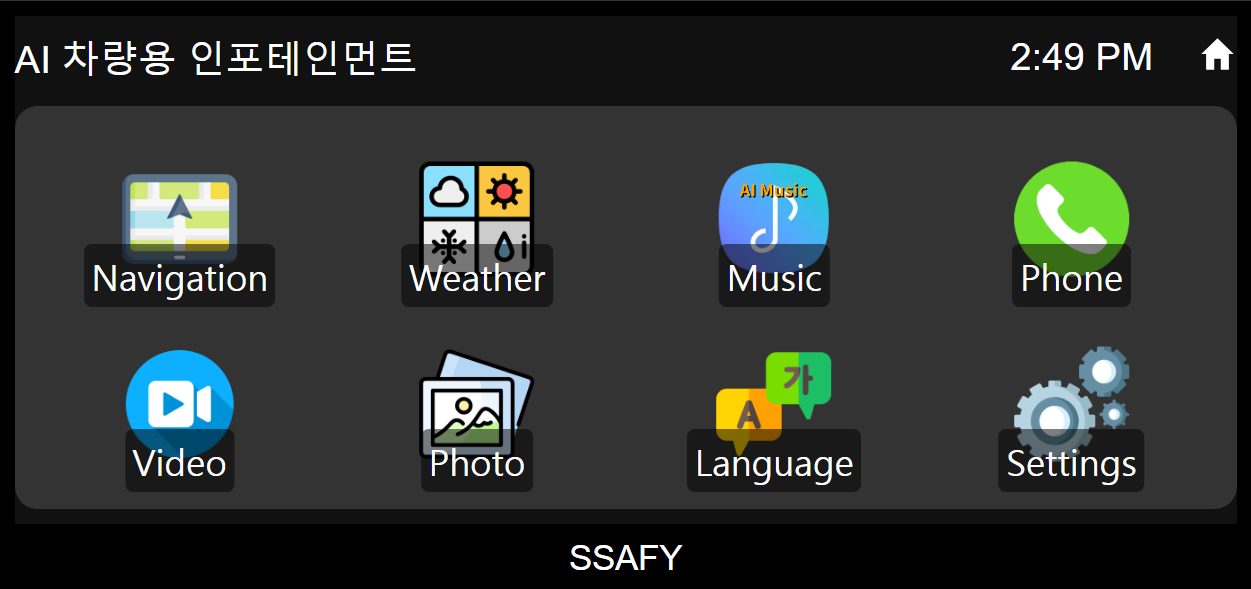 AI 차량용 인포테인먼트
2:49 PM
AI Music
Navigation
Weather
Music
Phone
가
A
Video
Photo
Language
Settings
SSAFY